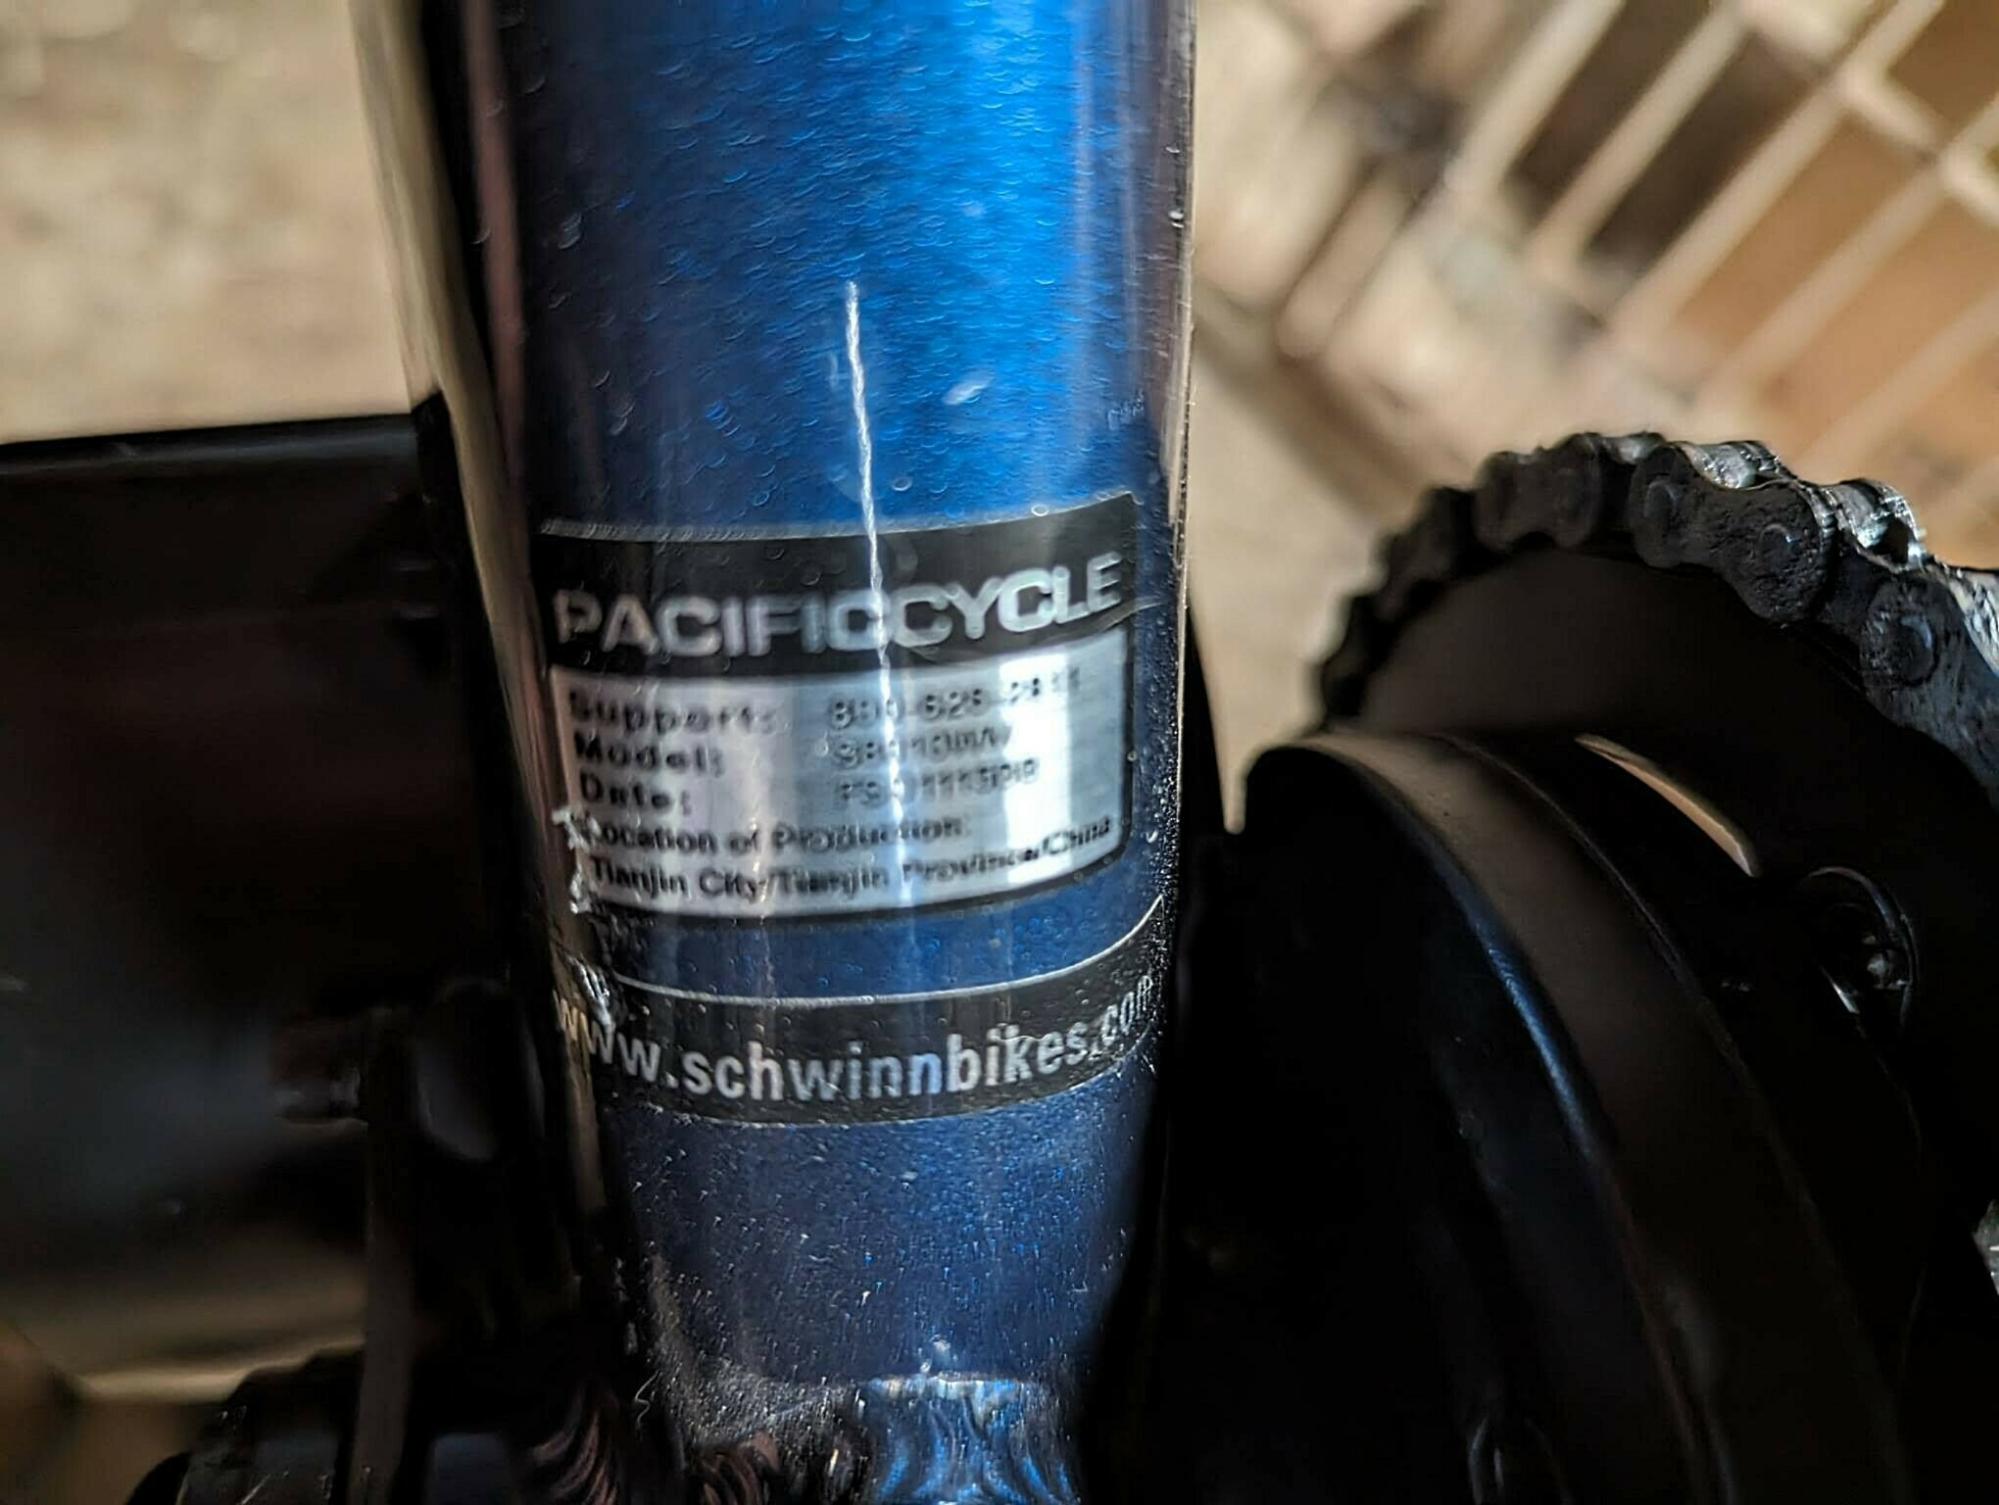 PACIFICCYCLE
Support:
Model:
Date:
Location of Production:
Tianjin City/Tianjin Province/China
www.schwinnbikes.com